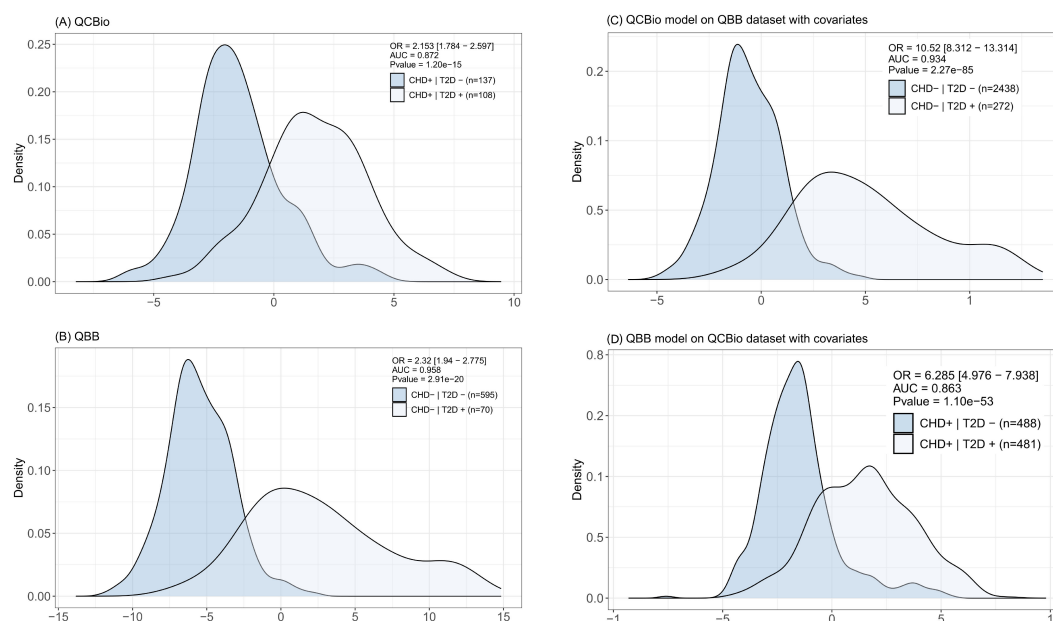 (A) QCBio
OR = 2.153 [1.784 − 2.597]
AUC = 0.872
Pvalue = 1.20e−15
CHD+ | T2D − (n=137)
CHD+ | T2D + (n=108)
Density
0.25
0.20
0.15
0.10
0.05
0.00
−5
0
5
10
(B) QBB
OR = 2.32 [1.94 − 2.775]
AUC = 0.958
Pvalue = 2.91e−20
CHD− | T2D − (n=595)
CHD− | T2D + (n=70)
Density
0.15
0.10
0.05
0.00
−15
−10
−5
0
5
10
15
(C) QCBio model on QBB dataset with covariates
OR = 10.52 [8.312 − 13.314]
AUC = 0.934
Pvalue = 2.27e−85
CHD− | T2D − (n=2438)
CHD− | T2D + (n=272)
Density
0.2
0.1
0.5
0.0
−5
0
5
1
(D) QBB model on QCBio dataset with covariates
OR = 6.285 [4.976 − 7.938]
AUC = 0.863
Pvalue = 1.10e−53
CHD+ | T2D − (n=488)
CHD+ | T2D + (n=481)
Density
0.8
0.2
0.1
0.5
0.0
−1
−5
0
5
1